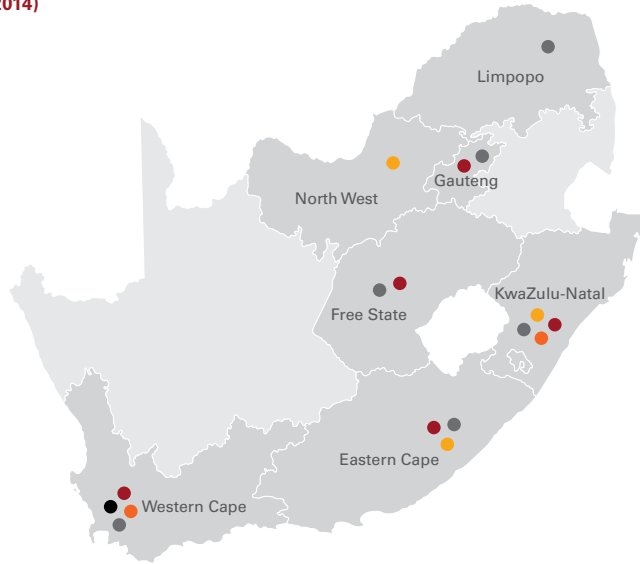 2014)
Limpopo
Gauteng
North West
KwaZulu-Natal
Free State
Eastern Cape
Western Cape